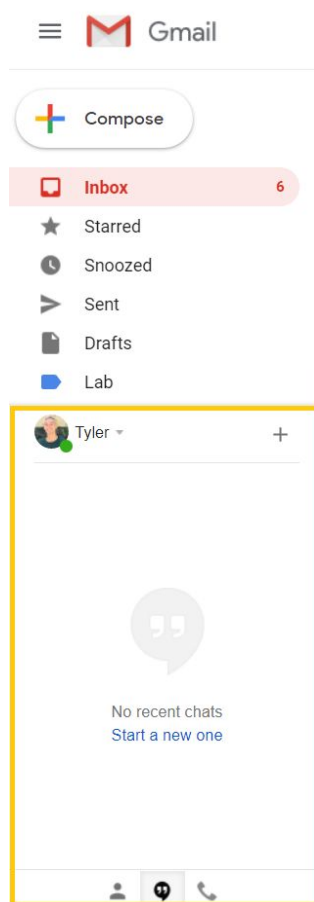 Gmail
Compose
Inbox 6
Starred
Snoozed
Sent
Drafts
Lab
Tyler
No recent chats
Start a new one